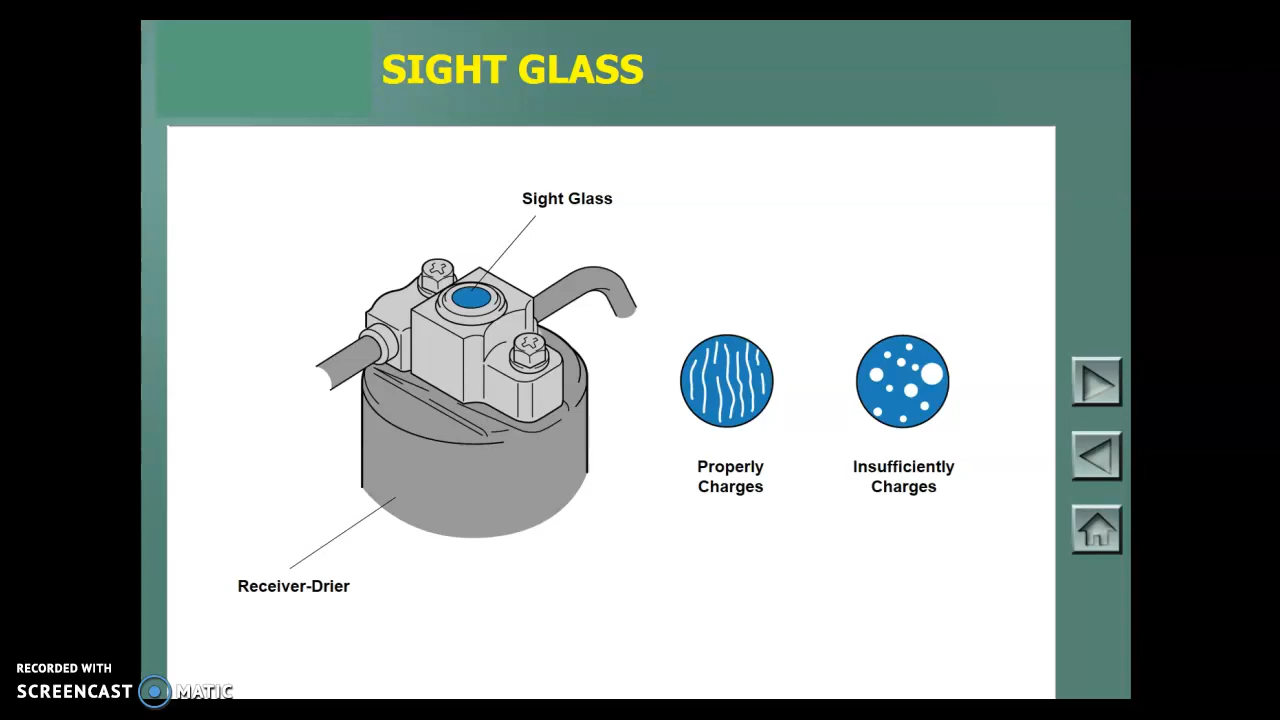 SIGHT GLASS
Sight Glass
Properly
Charges
Insufficiently
Charges
Receiver-Drier
RECORDED WITH
SCREENCAST MATIC